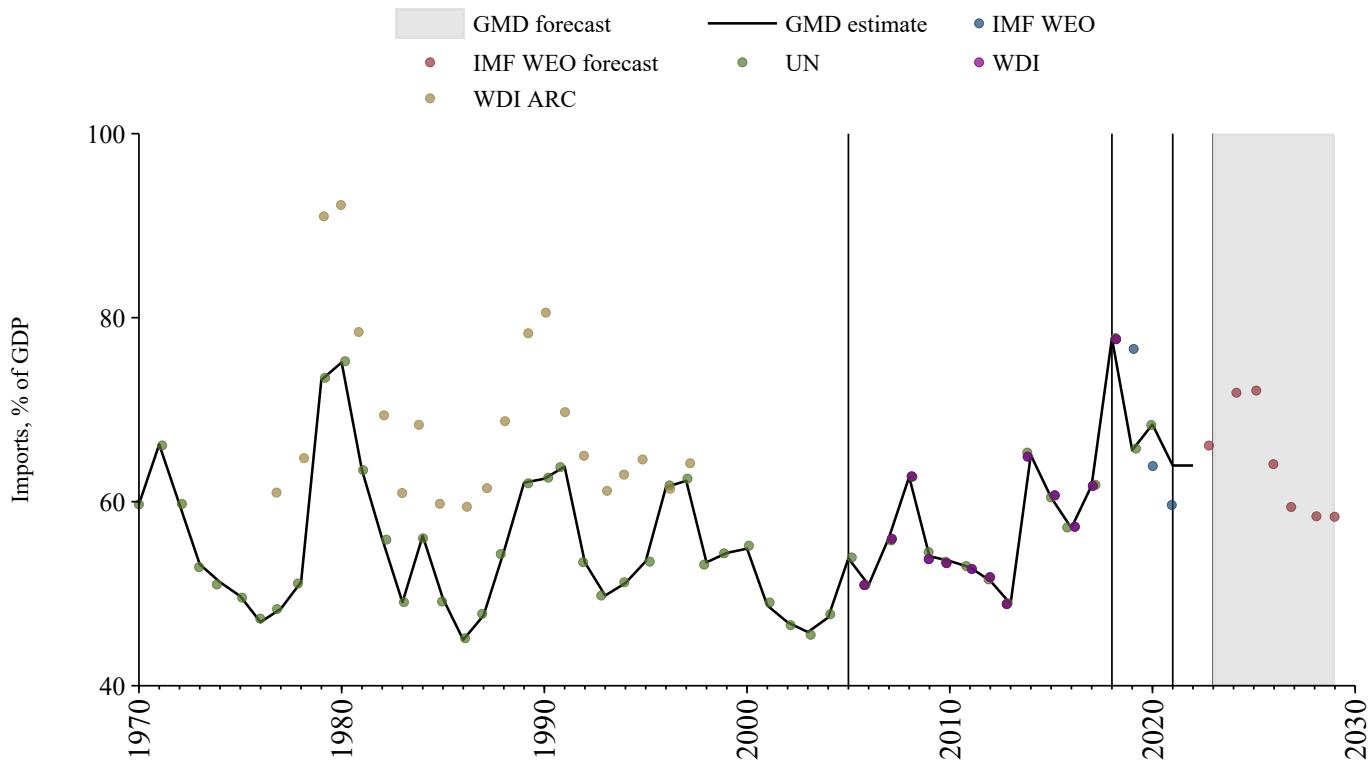 GMD forecast GMD estimate IMF WEO
IMF WEO forecast UN WDI
WDI ARC
100
80
60
40
Imports, % of GDP
1970 1980 1990 2000 2010 2020 2030